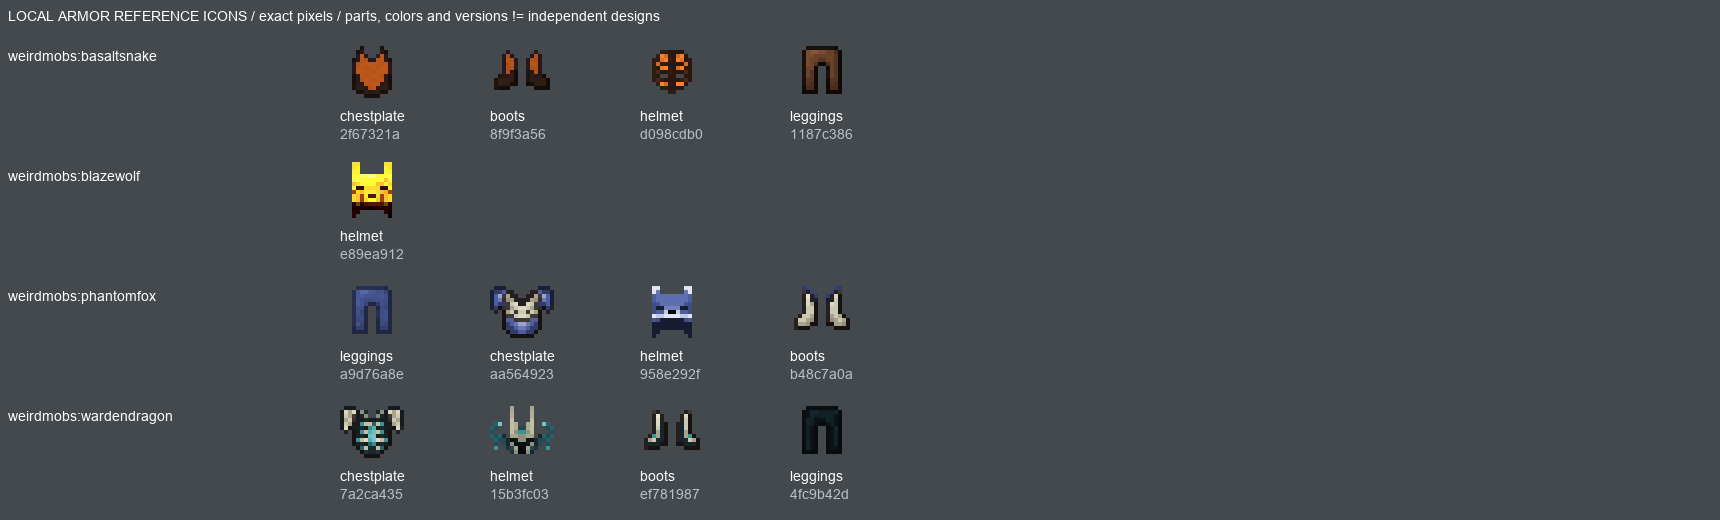 LOCAL ARMOR REFERENCE ICONS / exact pixels / parts, colors and versions != independent designs
weirdmobs:basaltsnake
chestplate boots helmet leggings
2f67321a 8f9f3a56 d098cdb0 1187c386
weirdmobs:blazewolf
helmet
e89ea912
weirdmobs:phantomfox
leggings chestplate helmet boots
a9d76a8e aa564923 958e292f b48c7a0a
weirdmobs:wardendragon
chestplate helmet boots leggings
7a2ca435 15b3fc03 ef781987 4fc9b42d